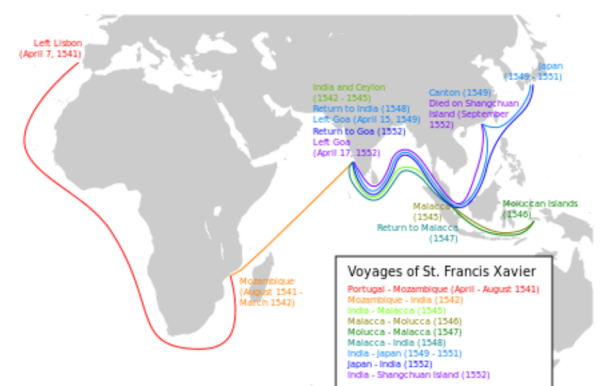 Left Lisbon
(April 7, 1541)
India and Ceylon
(1542 - 1545)
Return to India (1548)
Left Goa (April 15, 1549)
Return to Goa (1552)
Left Goa
(April 17, 1552)
Canton (1549)
Died on Shangchuan
Island (September
1552)
Japan
(1549 - 1551)
Malacca
(1545)
Return to Malacca
(1547)
Moluccan Islands
(1546)
Mozambique
(August 1541 -
March 1542)
Voyages of St. Francis Xavier
Portugal - Mozambique (April - August 1541)
Mozambique - India (1542)
India - Malacca (1545)
Malacca - Molucca (1546)
Molucca - Malacca (1547)
Malacca - India (1548)
India - Japan (1549 - 1551)
Japan - India (1552)
India - Shangchuan Island (1552)